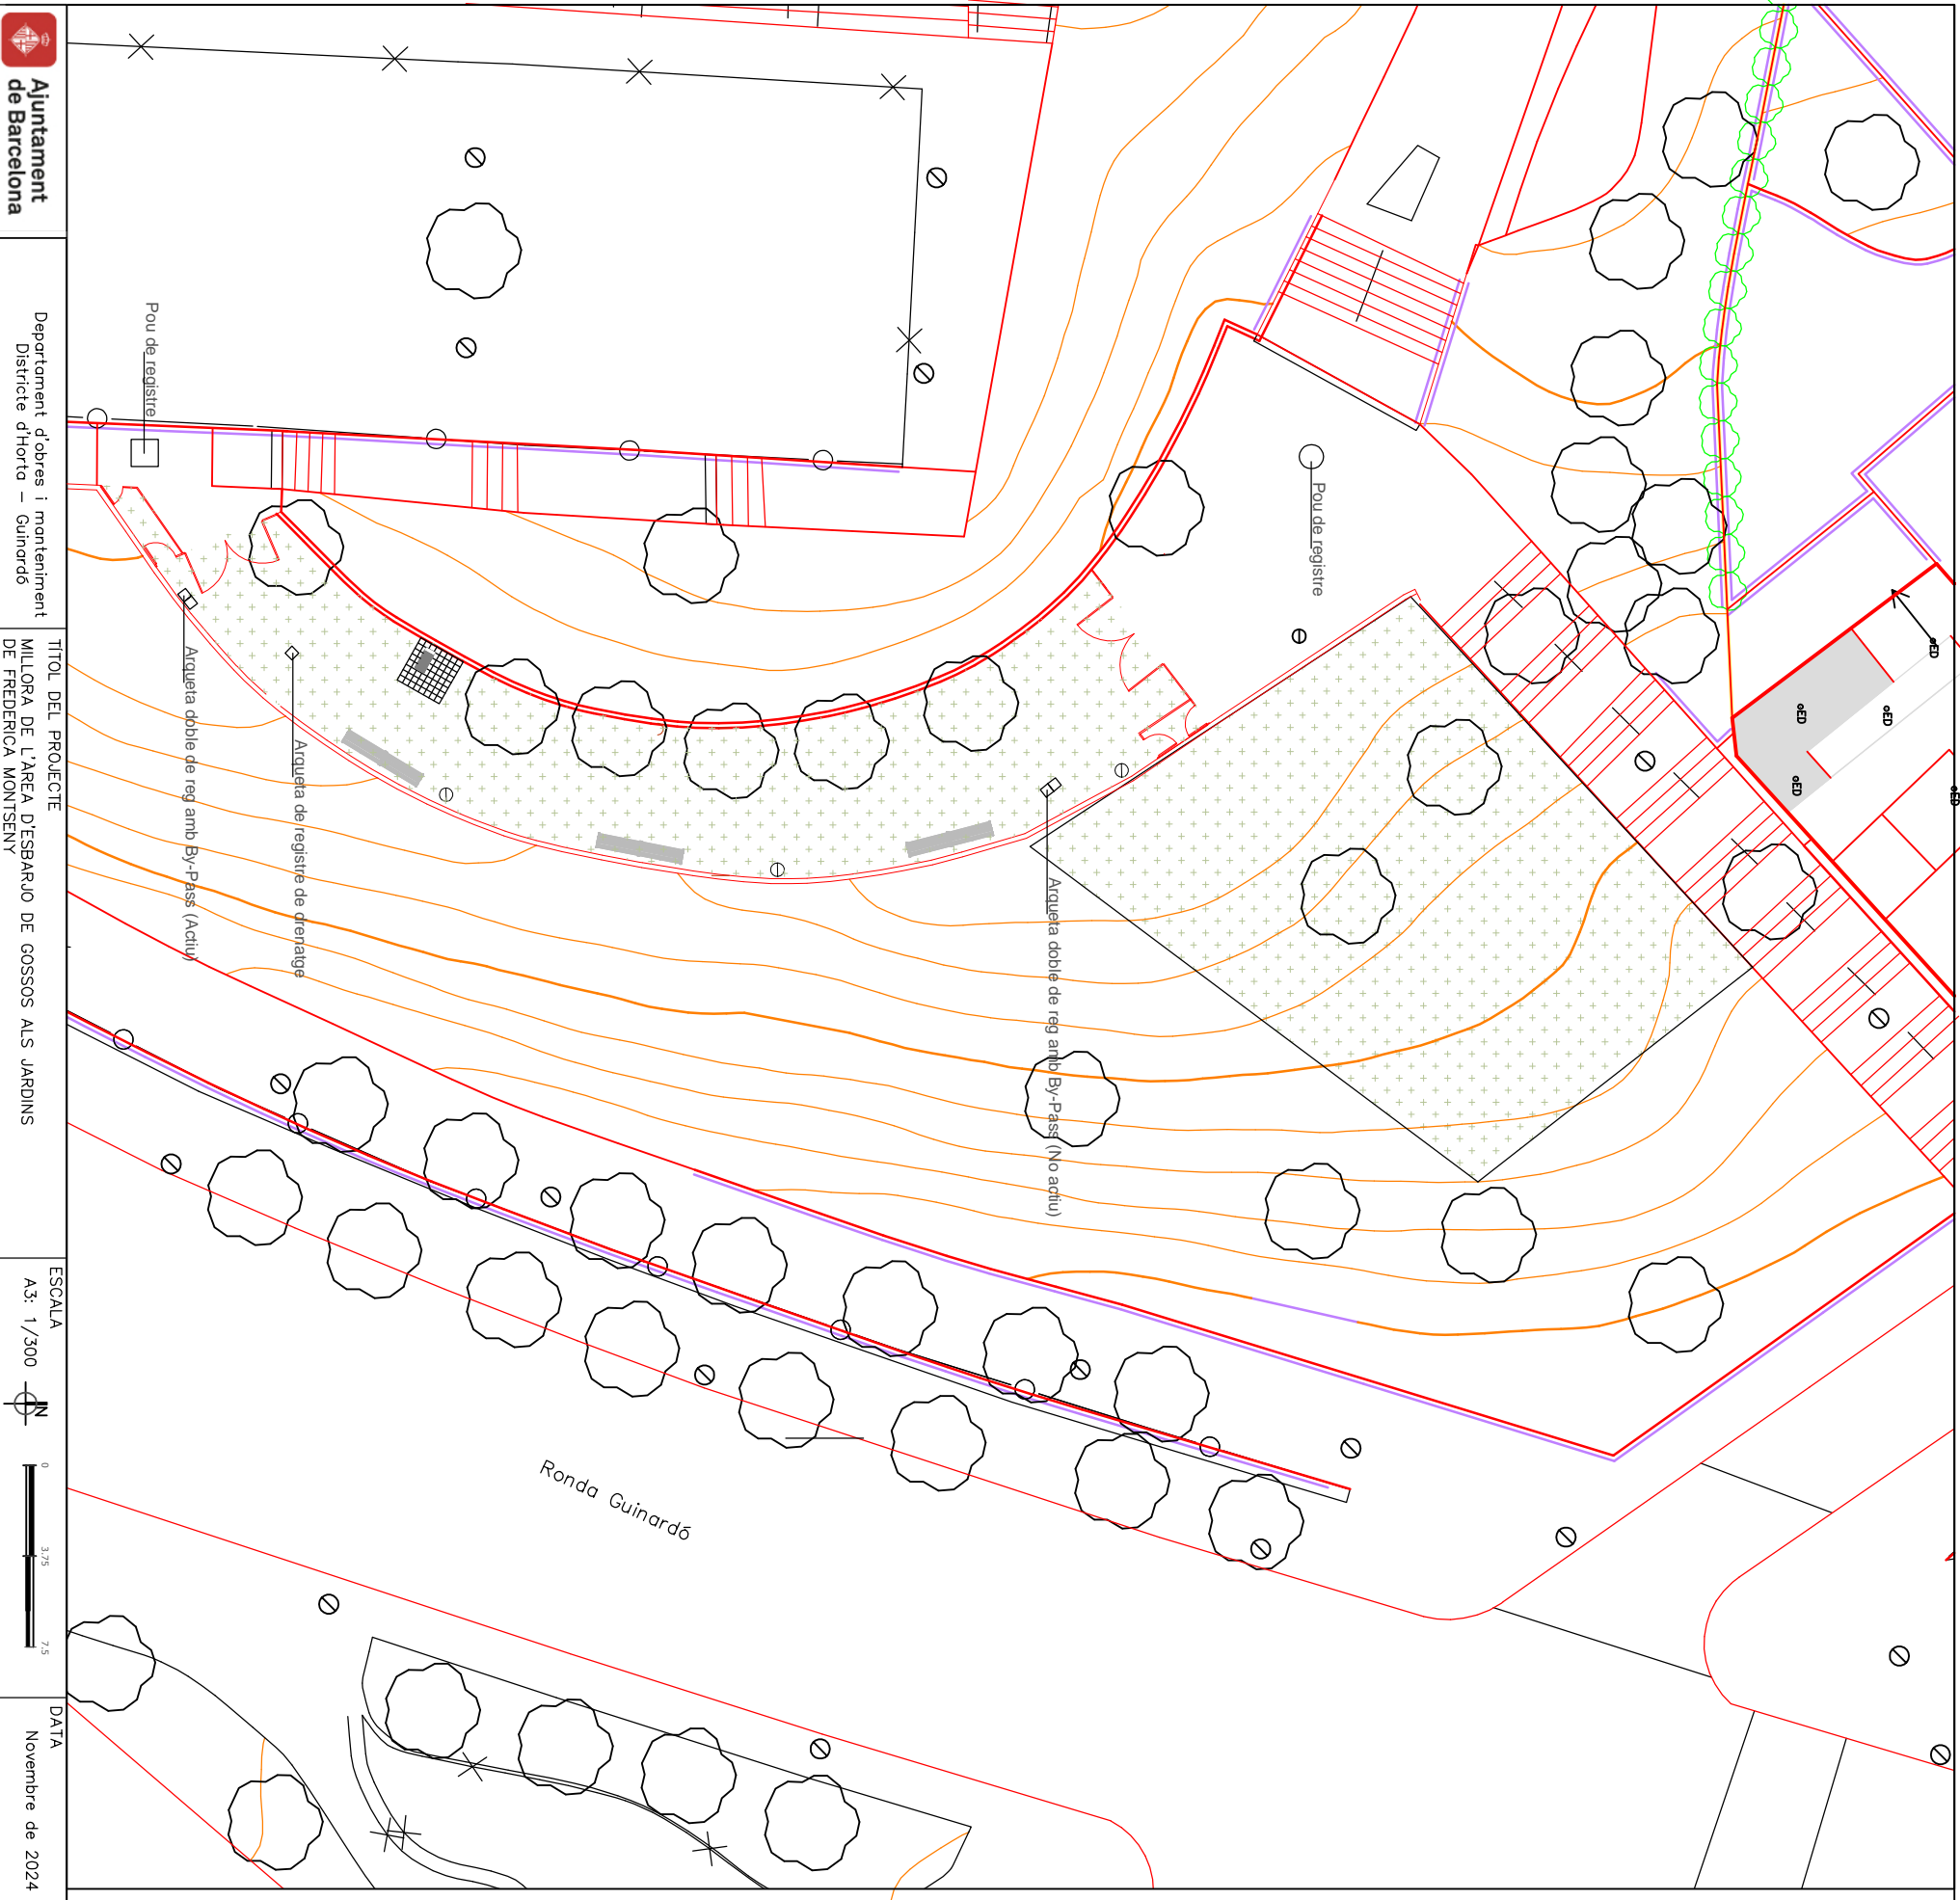 Ajuntament
de Barcelona
Departament d'obres i manteniment
Districte d'Horta – Guinardó
TÍTOL DEL PROJECTE
MILLORA DE L'ÀREA D'ESBARJO DE GOSSOS ALS JARDINS
DE FREDERICA MONTSENY
ESCALA
A3: 1/300
N
0
3.75
7.5
DATA
Novembre de 2024
Pou de registre
Pou de registre
Arqueta doble de reg amb By-Pass (Actiu)
Arqueta de registre de drenatge
Arqueta doble de reg amb By-Pass (No actiu)
Ronda Guinardó